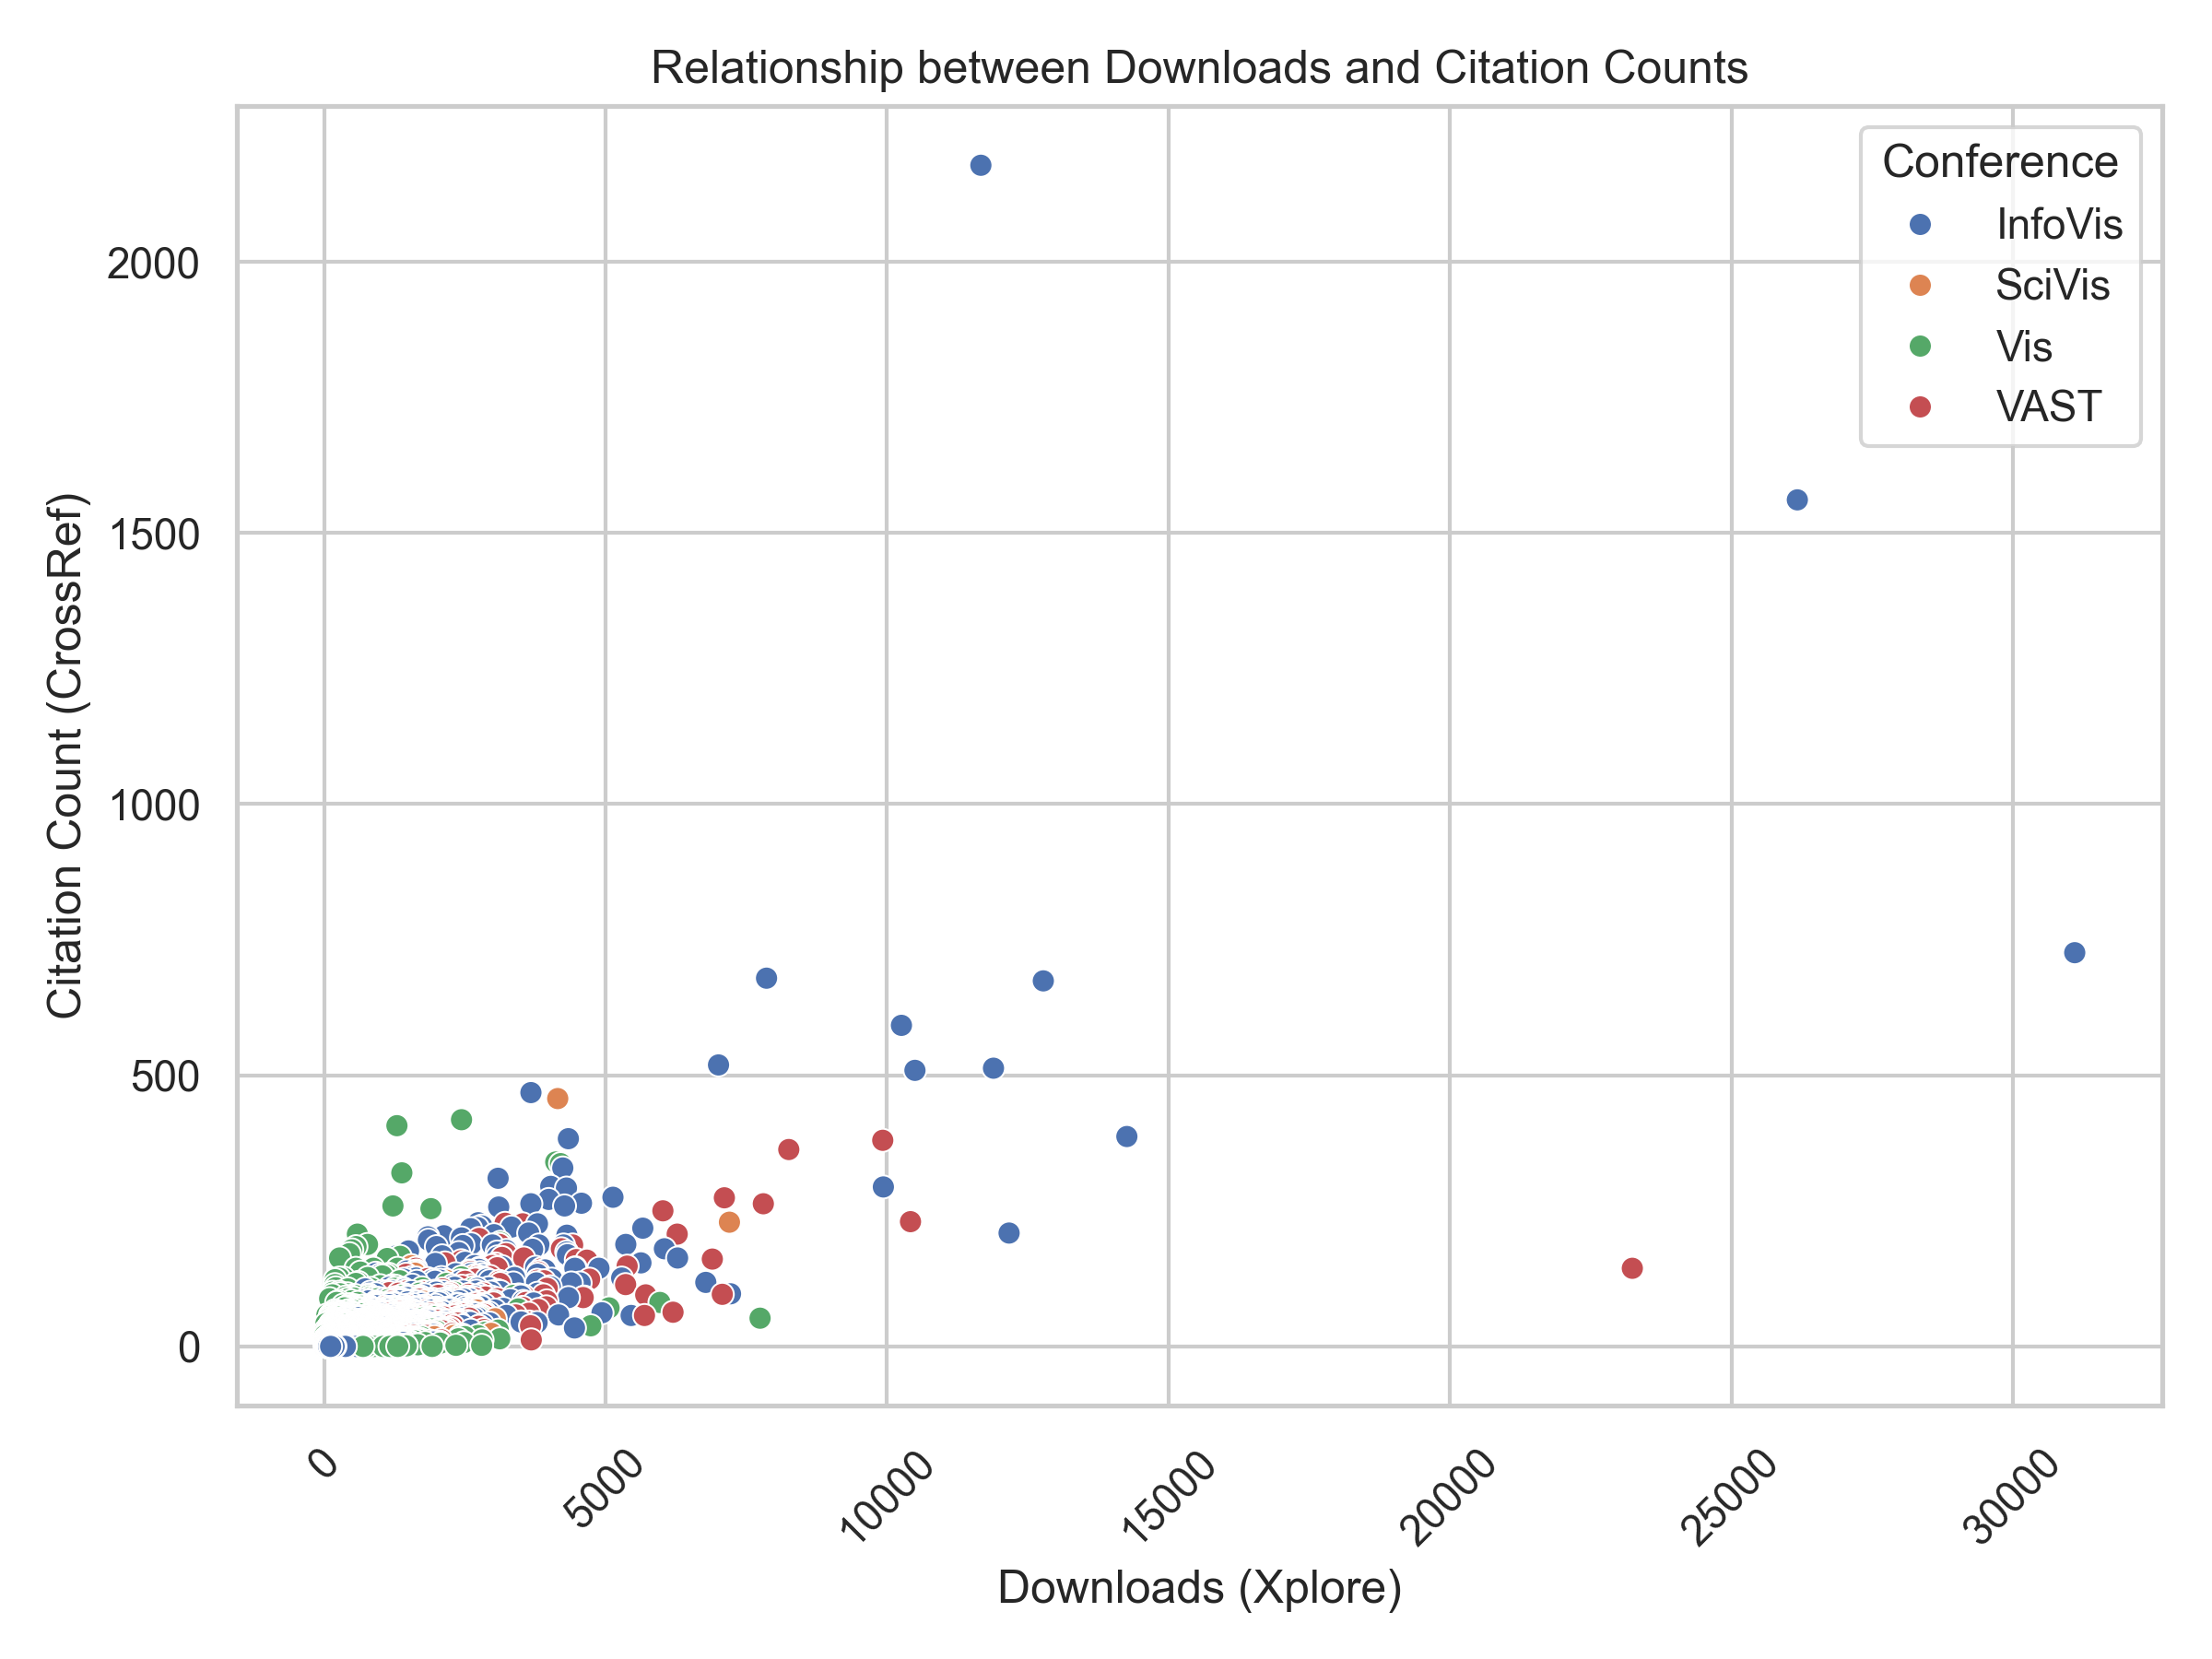 Relationship between Downloads and Citation Counts
Conference
InfoVis
SciVis
Vis
VAST
Citation Count (CrossRef)
2000
1500
1000
500
0
0
5000
10000
15000
20000
25000
30000
Downloads (Xplore)